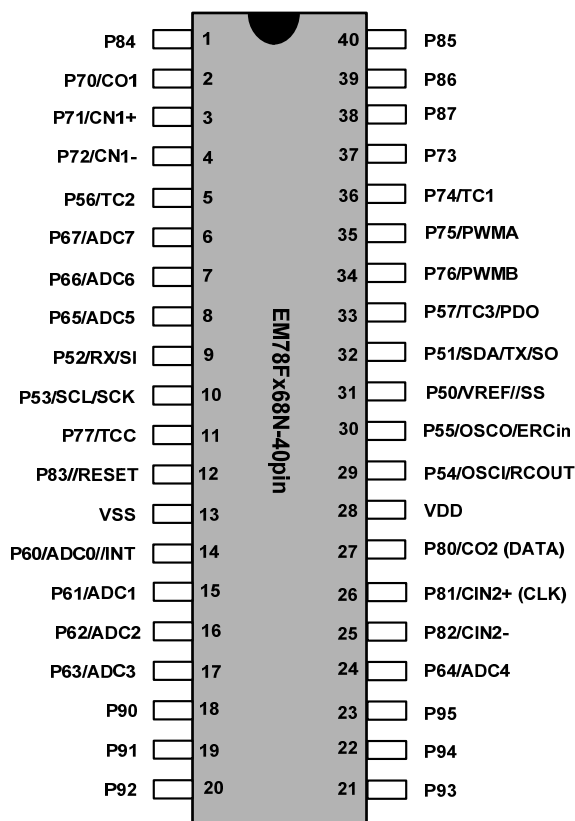 P84 1 40 P85
P70/CO1 2 39 P86
P71/CN1+ 3 38 P87
P72/CN1- 4 37 P73
P56/TC2 5 36 P74/TC1
P67/ADC7 6 35 P75/PWMA
P66/ADC6 7 34 P76/PWMB
P65/ADC5 8 33 P57/TC3/PDO
P52/RX/SI 9 32 P51/SDA/TX/SO
P53/SCL/SCK 10 31 P50/VREF//SS
P77/TCC 11 30 P55/OSCO/ERCin
P83//RESET 12 29 P54/OSCI/RCOUT
VSS 13 28 VDD
P60/ADC0//INT 14 27 P80/CO2 (DATA)
P61/ADC1 15 26 P81/CIN2+ (CLK)
P62/ADC2 16 25 P82/CIN2-
P63/ADC3 17 24 P64/ADC4
P90 18 23 P95
P91 19 22 P94
P92 20 21 P93
EM78Fx68N-40pin